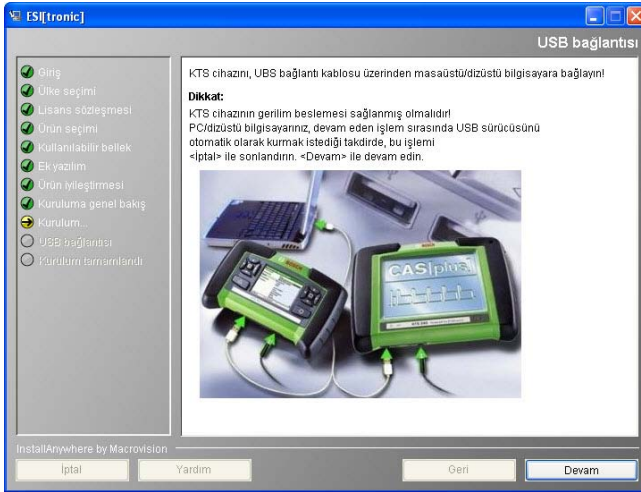 ESI[tronic]
USB bağlantısı
Giriş
Ülke seçimi
Lisans sözleşmesi
Ürün seçimi
Kullanılabilir bellek
Ek yazılım
Ürün iyileştirmesi
Kuruluma genel bakış
Kurulum...
USB bağlantısı
Kurulum tamamlandı
KTS cihazını, UBS bağlantı kablosu üzerinden masaüstü/dizüstü bilgisayara bağlayın!
Dikkat:
KTS cihazının gerilim beslemesi sağlanmış olmalıdır!
PC/dizüstü bilgisayarınız, devam eden işlem sırasında USB sürücüsünü
otomatik olarak kurmak istediği takdirde, bu işlemi
<İptal> ile sonlandırın. <Devam> ile devam edin.
BOSCH
CAS[plus]
InstallAnywhere by Macrovision
İptal
Yardım
Geri
Devam